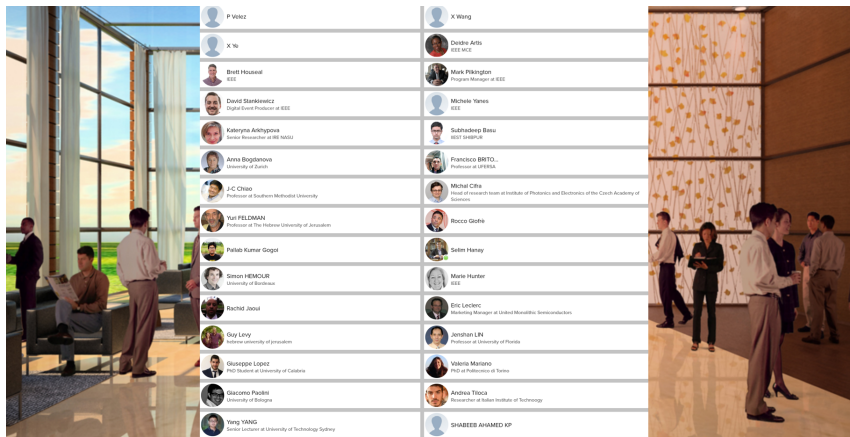 P Velez
X Wang
X Ye
Deidre Artis
IEEE MCE
Brett Houseal
IEEE
Mark Pilkington
Program Manager at IEEE
David Stankiewicz
Digital Event Producer at IEEE
Michele Yanes
IEEE
Kateryna Arkhypova
Senior Researcher at IRE NASU
Subhadeep Basu
IIEST SHIBPUR
Anna Bogdanova
University of Zurich
Francisco BRITO...
Professor at UFERSA
J-C Chiao
Professor at Southern Methodist University
Michal Cifra
Head of research team at Institute of Photonics and Electronics of the Czech Academy of
Sciences
Yuri FELDMAN
Professor at The Hebrew University of Jerusalem
Rocco Giofrè
Pallab Kumar Gogoi
Selim Hanay
Simon HEMOUR
University of Bordeaux
Marie Hunter
IEEE
Rachid Jaoui
Eric Leclerc
Marketing Manager at United Monolithic Semiconductors
Guy Levy
hebrew university of jerusalem
Jenshan LIN
Professor at University of Florida
Giuseppe Lopez
PhD Student at University of Calabria
Valeria Mariano
PhD at Politecnico di Torino
Giacomo Paolini
University of Bologna
Andrea Titoca
Researcher at Italian Institute of Technology
Yang YANG
Senior Lecturer at University of Technology Sydney
SHABEEB AHAMED KP